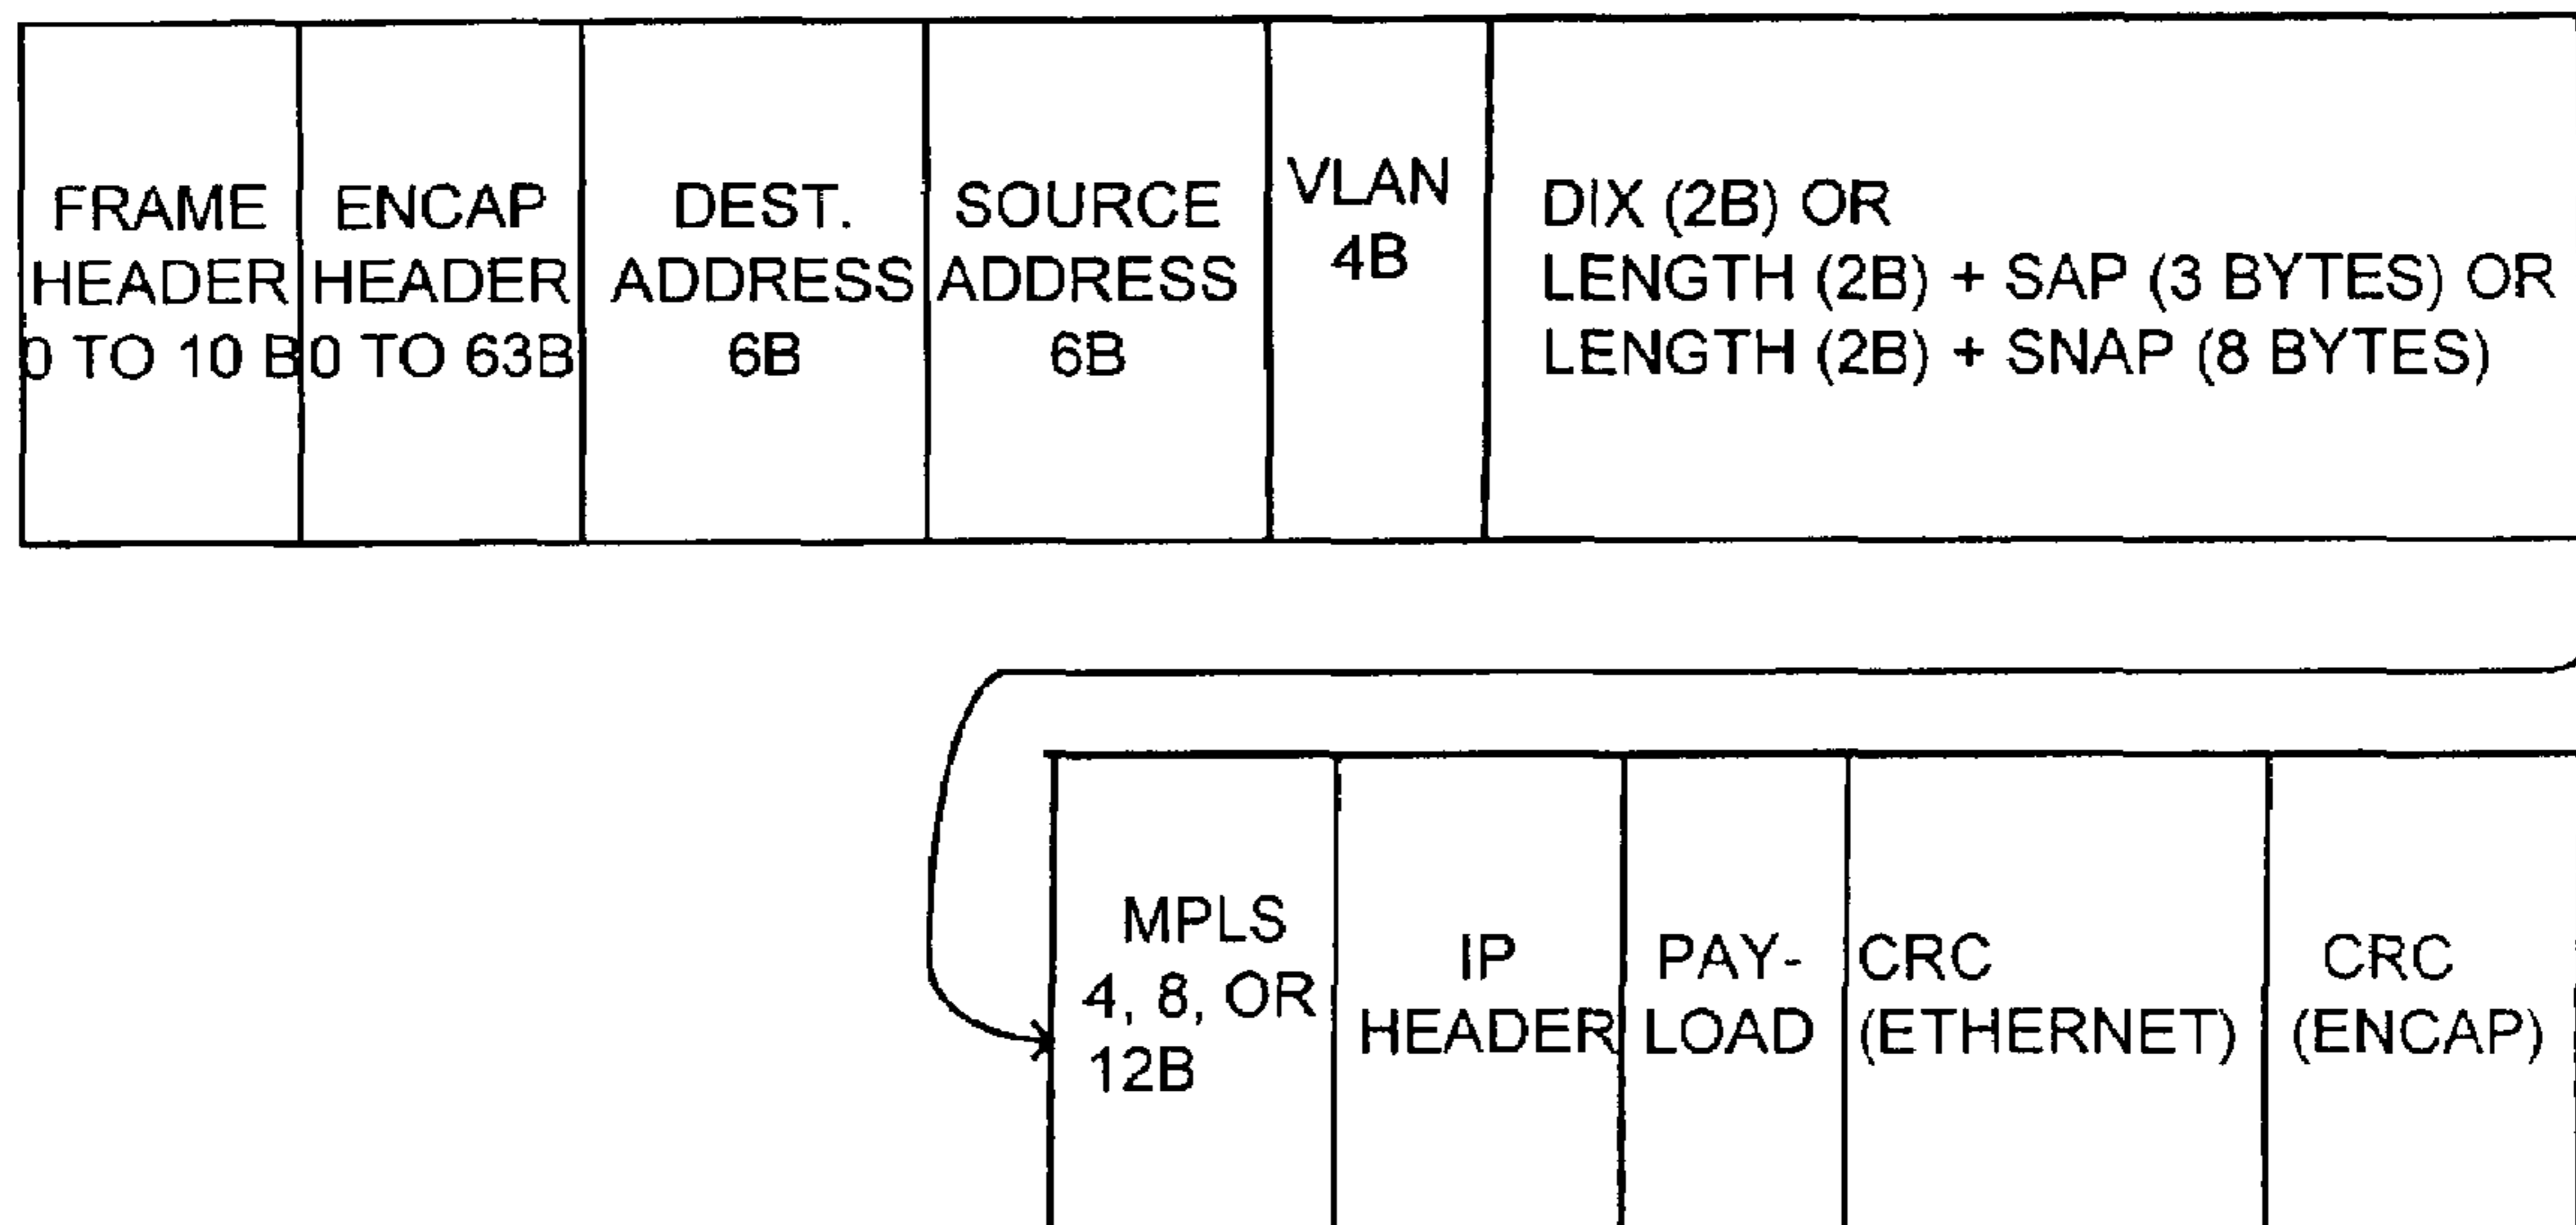 FRAME
HEADER
0 TO 10 B
ENCAP
HEADER
0 TO 63B
DEST.
ADDRESS
6B
SOURCE
ADDRESS
6B
VLAN
4B
DIX (2B) OR
LENGTH (2B) + SAP (3 BYTES) OR
LENGTH (2B) + SNAP (8 BYTES)
MPLS
4, 8, OR
12B
IP
HEADER
PAY-
LOAD
CRC
(ETHERNET)
CRC
(ENCAP)